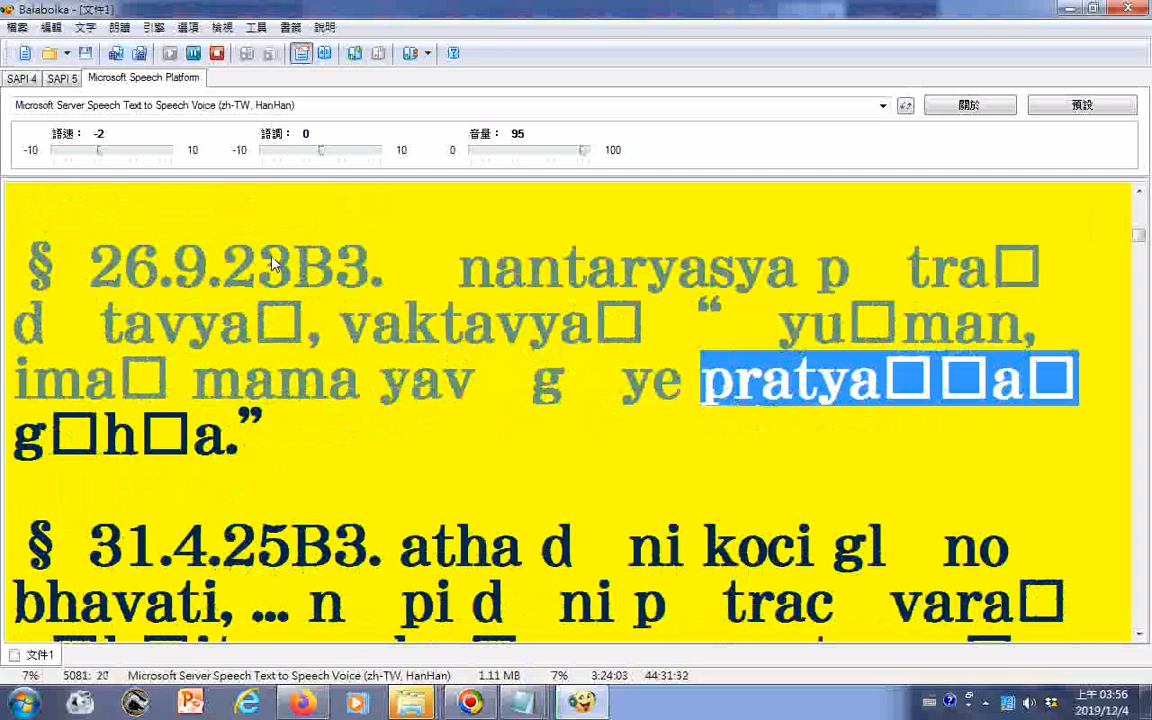 Balabolka - [文件1]
檔案 編輯 文字 朗讀 引擎 選項 檢視 工具 書籤 說明
SAPI 4 SAPI 5 Microsoft Speech Platform
Microsoft Server Speech Text to Speech Voice (zh-TW, HanHan) 關於 預設
語速： -2 語調： 0 音量： 95
-10 10 -10 10 0 100
§ 26.9.23B3. nantaryasya p tra□
d tavya□, vaktavya□ “ yu□man,
ima□ mama yav g ye pratya□□a□
g□h□a.”
§ 31.4.25B3. atha d ni koci gl no
bhavati, ... n pi d ni p trac vara□
文件1
7% 5081: 20 Microsoft Server Speech Text to Speech Voice (zh-TW, HanHan) 1.11 MB 7% 3:24:03 44:31:32
上午 03:56
2019/12/4